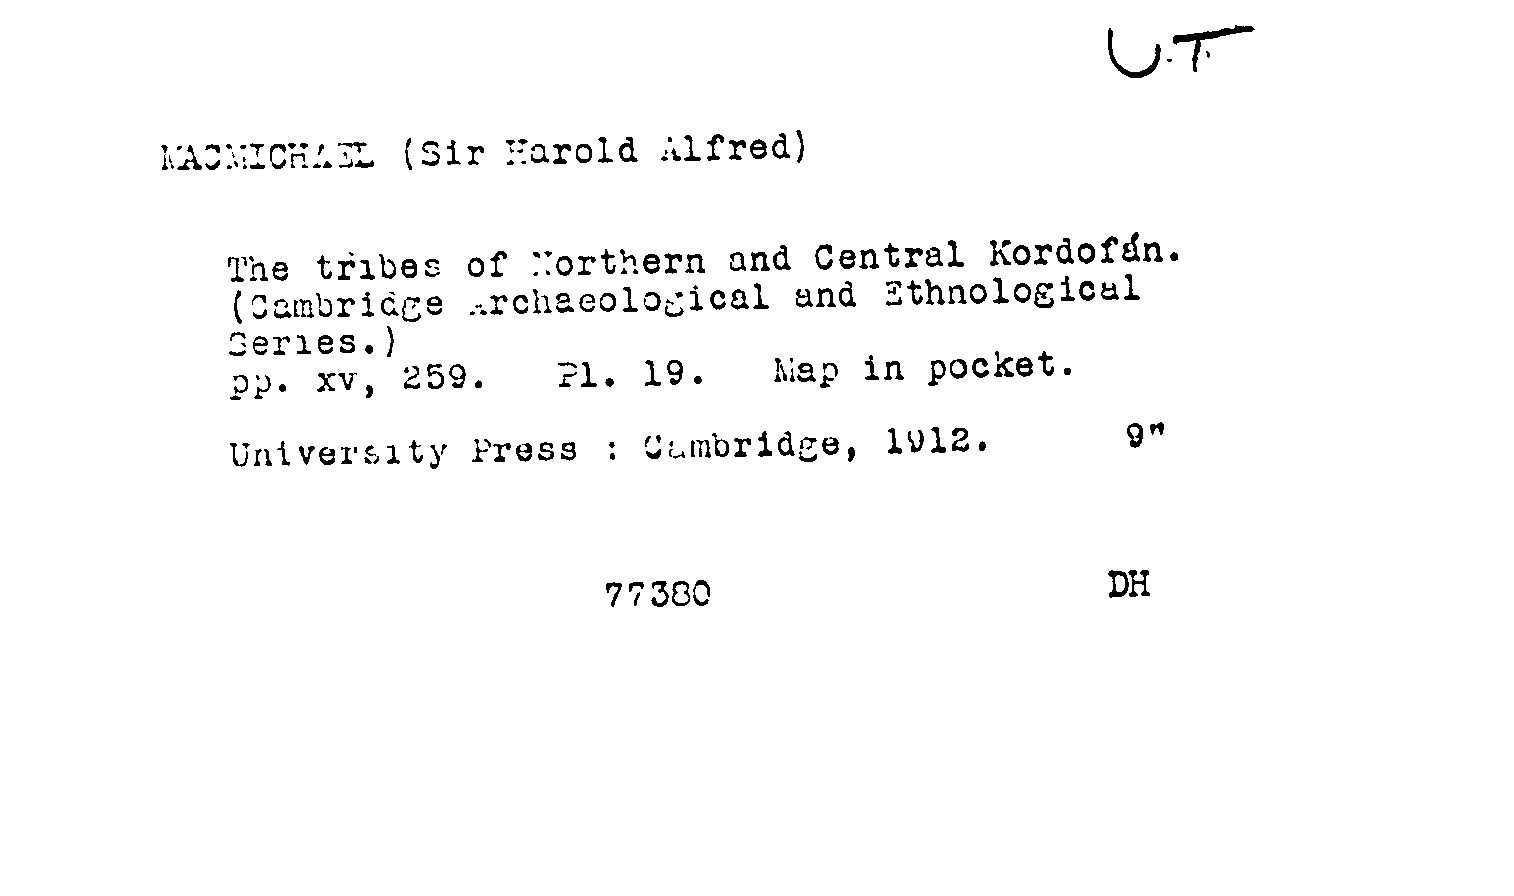 U.T.
MACMICHAEL (Sir Harold Alfred)
The tribes of Northern and Central Kordofán.
(Cambridge Archaeological and Ethnological
Series.)
pp. xv, 259. Pl. 19. Map in pocket.
University Press : Cambridge, 1912. 9"
77380 DH